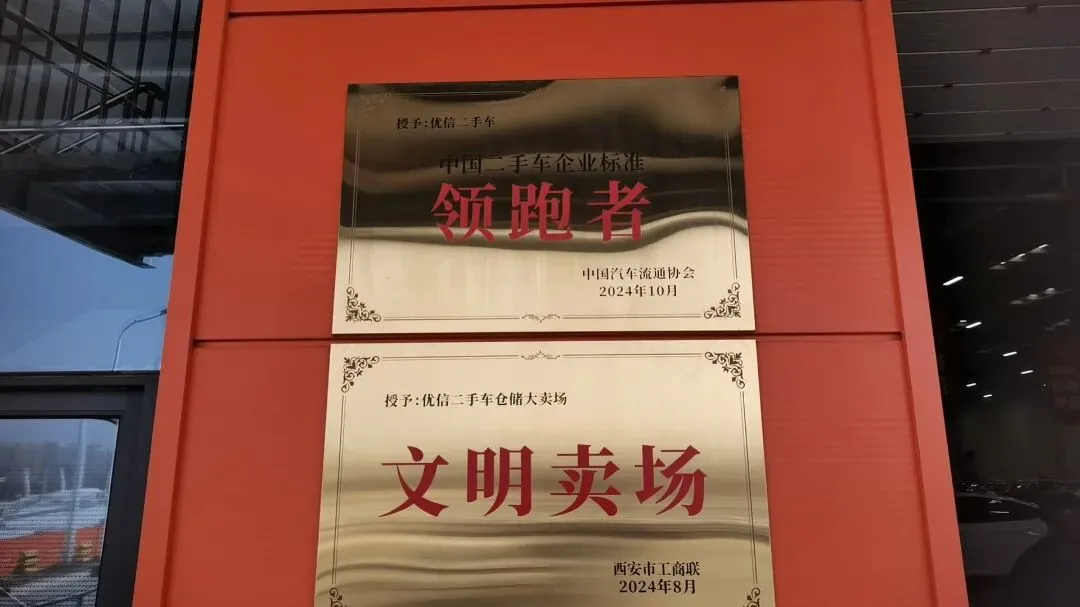 授予:优信二手车
中国二手车企业标准
领跑者
中国汽车流通协会
2024年10月
授予:优信二手车仓储大卖场
文明卖场
西安市工商联
2024年8月